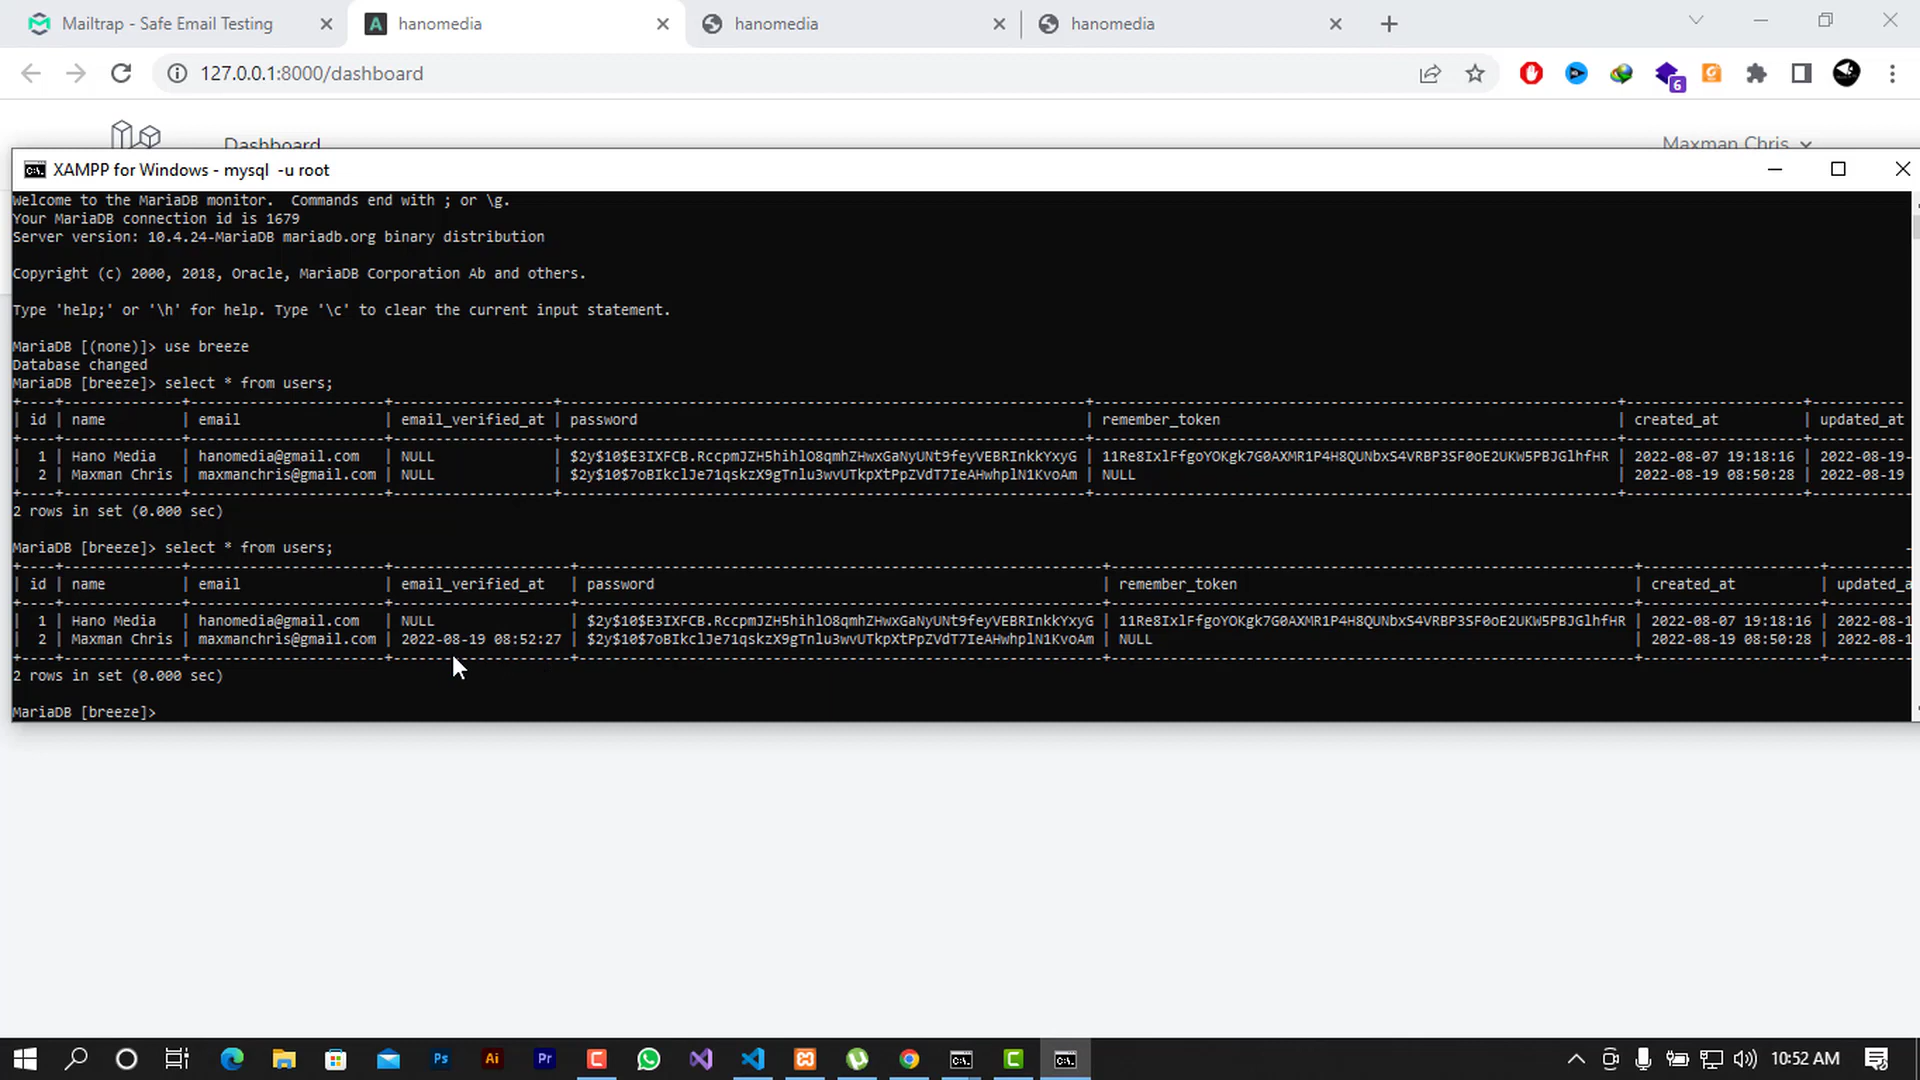 Mailtrap - Safe Email Testing
hanomedia
hanomedia
hanomedia
127.0.0.1:8000/dashboard
6
Dashboard
Maxman Chris
XAMPP for Windows - mysql -u root
Welcome to the MariaDB monitor. Commands end with ; or \g.
Your MariaDB connection id is 1679
Server version: 10.4.24-MariaDB mariadb.org binary distribution
Copyright (c) 2000, 2018, Oracle, MariaDB Corporation Ab and others.
Type 'help;' or '\h' for help. Type '\c' to clear the current input statement.
MariaDB [(none)]> use breeze
Database changed
MariaDB [breeze]> select * from users;
| id | name | email | email_verified_at | password | remember_token | created_at | updated_at
| 1 | Hano Media | hanomedia@gmail.com | NULL | $2y$10$E3IXFCB.RccpmJZH5hihlO8qmhZHwxGaNyUNt9feyVEBRInkkYxyG | 11Re8IxlFfgoYOKgk7G0AXMR1P4H8QUNbxS4VRBP3SF0oE2UKW5PBJGlhfHR | 2022-08-07 19:18:16 | 2022-08-19
| 2 | Maxman Chris | maxmanchris@gmail.com | NULL | $2y$10$7oBIkclJe71qskzX9gTnlu3wvUTkpXtPpZVdT7IeAHwhplN1KvoAm | NULL | 2022-08-19 08:50:28 | 2022-08-19
2 rows in set (0.000 sec)
MariaDB [breeze]> select * from users;
| id | name | email | email_verified_at | password | remember_token | created_at | updated_a
| 1 | Hano Media | hanomedia@gmail.com | NULL | $2y$10$E3IXFCB.RccpmJZH5hihlO8qmhZHwxGaNyUNt9feyVEBRInkkYxyG | 11Re8IxlFfgoYOKgk7G0AXMR1P4H8QUNbxS4VRBP3SF0oE2UKW5PBJGlhfHR | 2022-08-07 19:18:16 | 2022-08-1
| 2 | Maxman Chris | maxmanchris@gmail.com | 2022-08-19 08:52:27 | $2y$10$7oBIkclJe71qskzX9gTnlu3wvUTkpXtPpZVdT7IeAHwhplN1KvoAm | NULL | 2022-08-19 08:50:28 | 2022-08-1
2 rows in set (0.000 sec)
MariaDB [breeze]>
Ps
Ai
Pr
10:52 AM